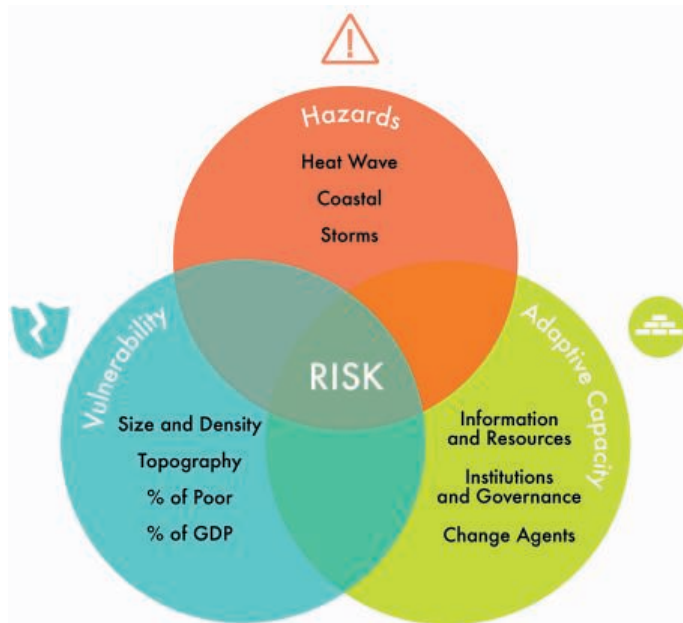 Hazards
Heat Wave
Coastal
Storms
Vulnerability
Adaptive Capacity
RISK
Size and Density
Topography
% of Poor
% of GDP
Information
and Resources
Institutions
and Governance
Change Agents